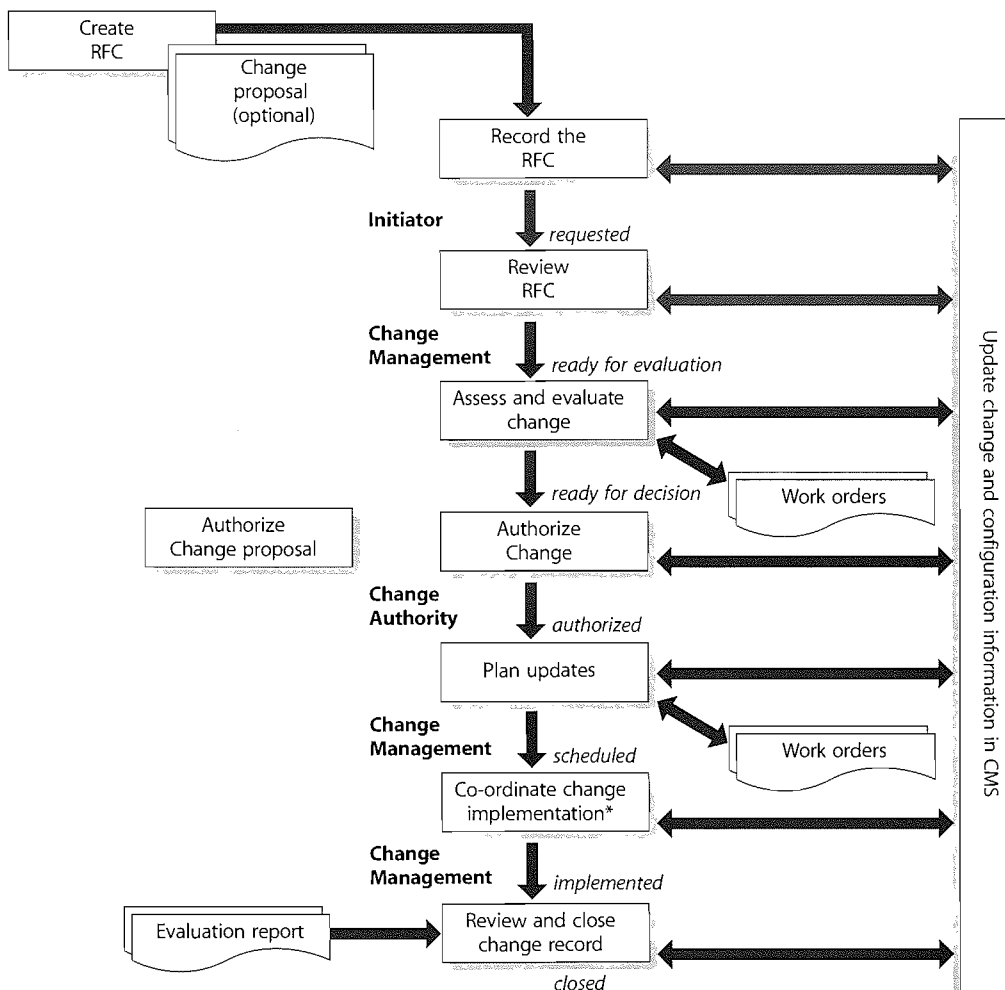 Create
RFC
Change
proposal
(optional)
Record the
RFC
Initiator
requested
Review
RFC
Change
Management
ready for evaluation
Assess and evaluate
change
ready for decision
Work orders
Authorize
Change proposal
Authorize
Change
Change
Authority
authorized
Plan updates
Change
Management
scheduled
Work orders
Co-ordinate change
implementation*
Change
Management
implemented
Evaluation report
Review and close
change record
closed
Update change and configuration information in CMS